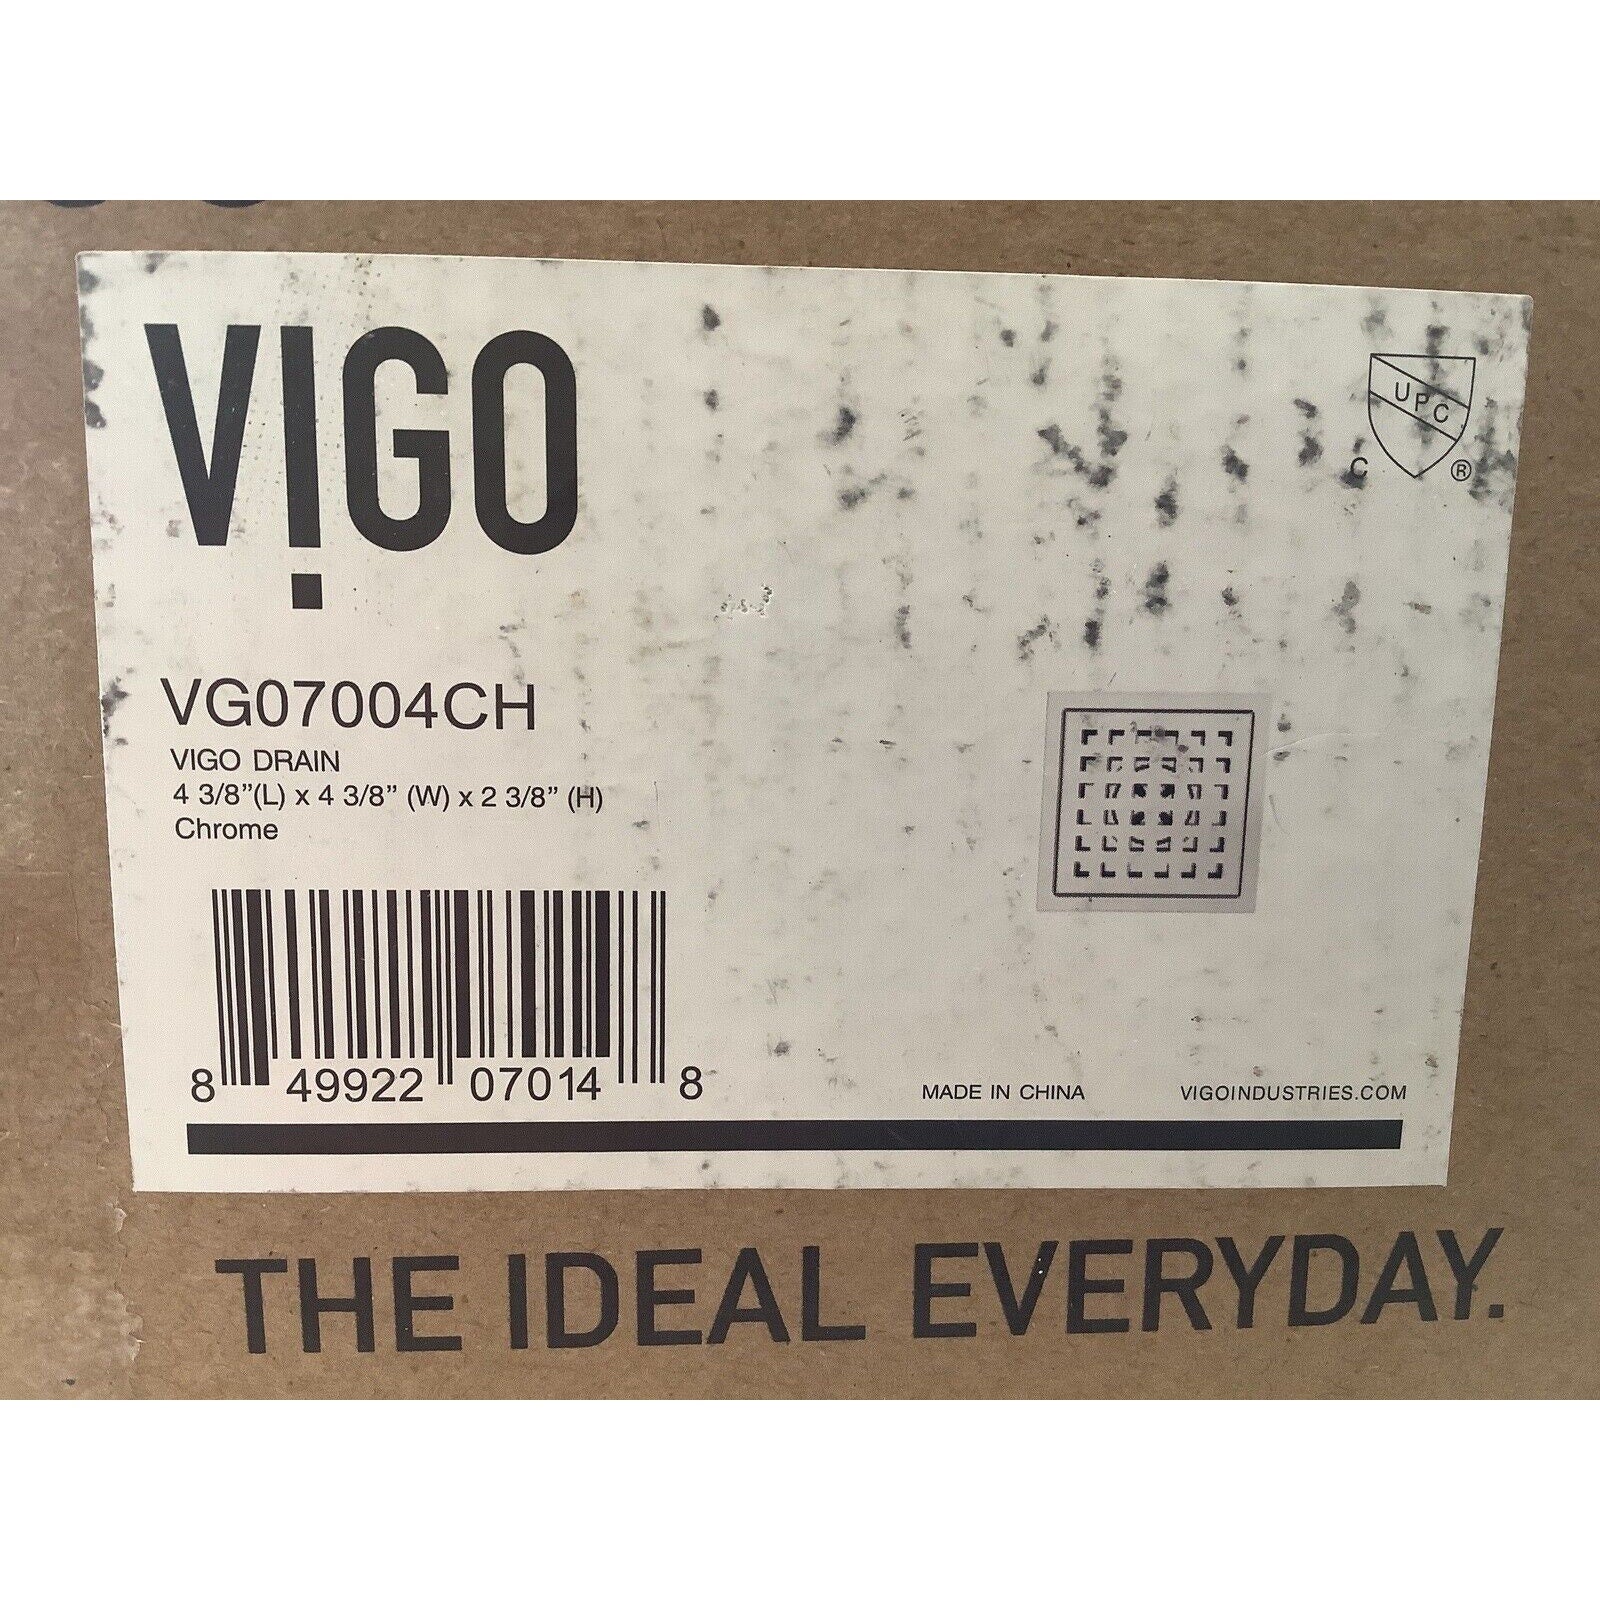 VIGO
UPC
C ®
VG07004CH
VIGO DRAIN
4 3/8”(L) x 4 3/8” (W) x 2 3/8” (H)
Chrome
8 49922 07014 8
MADE IN CHINA
VIGOINDUSTRIES.COM
THE IDEAL EVERYDAY.